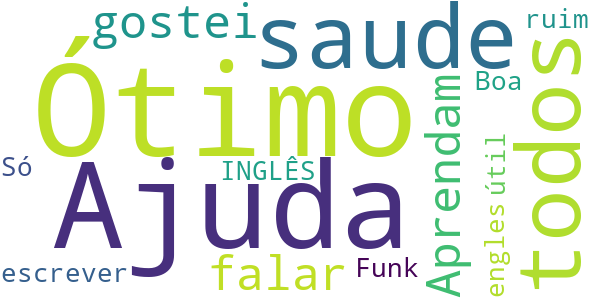 gostei
saude
ruim
Ótimo
Boa
todos
Aprendam
Ajuda
INGLÊS
Só
útil
engles
escrever
falar
Funk